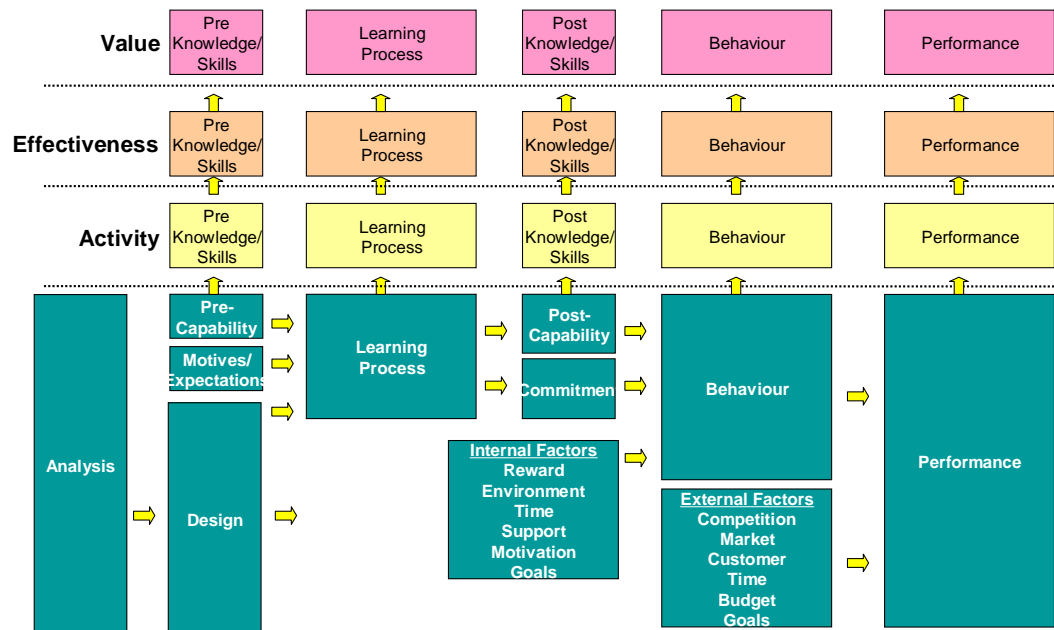 Value
Pre
Knowledge/
Skills
Learning
Process
Post
Knowledge/
Skills
Behaviour
Performance
Effectiveness
Pre
Knowledge/
Skills
Learning
Process
Post
Knowledge/
Skills
Behaviour
Performance
Activity
Pre
Knowledge/
Skills
Learning
Process
Post
Knowledge/
Skills
Behaviour
Performance
Analysis
Pre-
Capability
Motives/
Expectations
Design
Learning
Process
Post-
Capability
Commitmen
Internal Factors
Reward
Environment
Time
Support
Motivation
Goals
Behaviour
External Factors
Competition
Market
Customer
Time
Budget
Goals
Performance